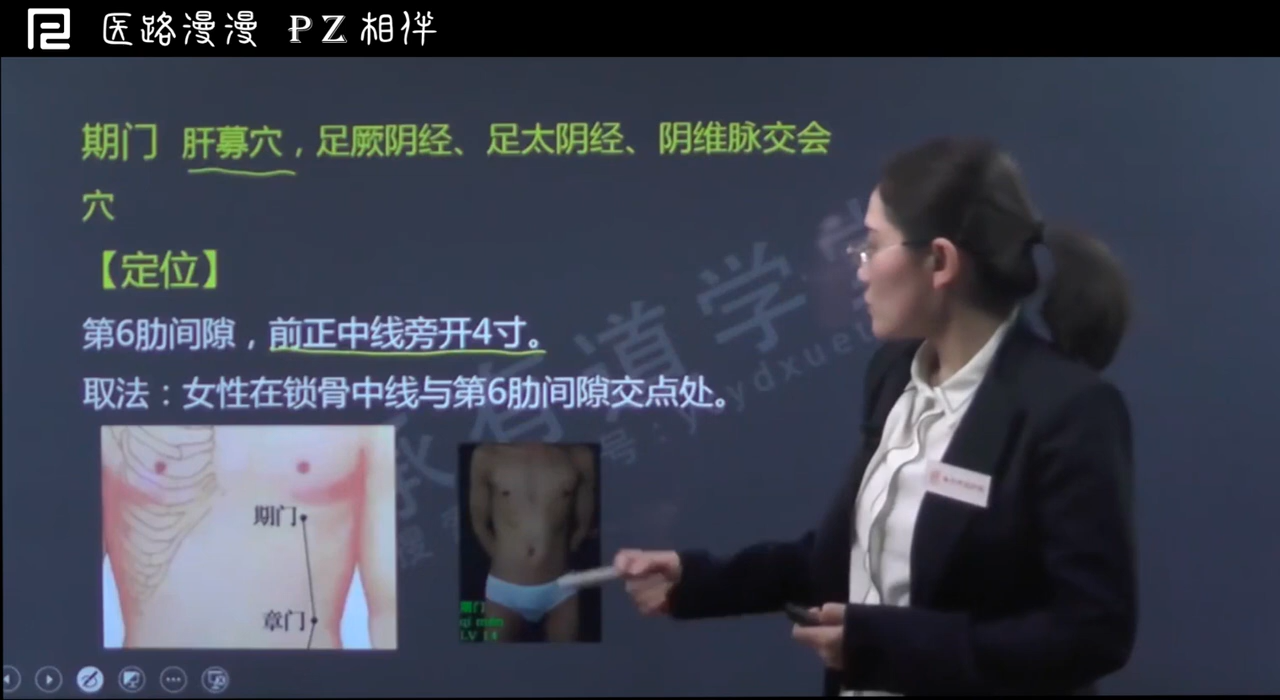 医路漫漫 PZ相伴
期门 肝募穴，足厥阴经、足太阴经、阴维脉交会
穴
【定位】
第6肋间隙，前正中线旁开4寸。
取法：女性在锁骨中线与第6肋间隙交点处。
期门
章门
期门
qi men
LV 14